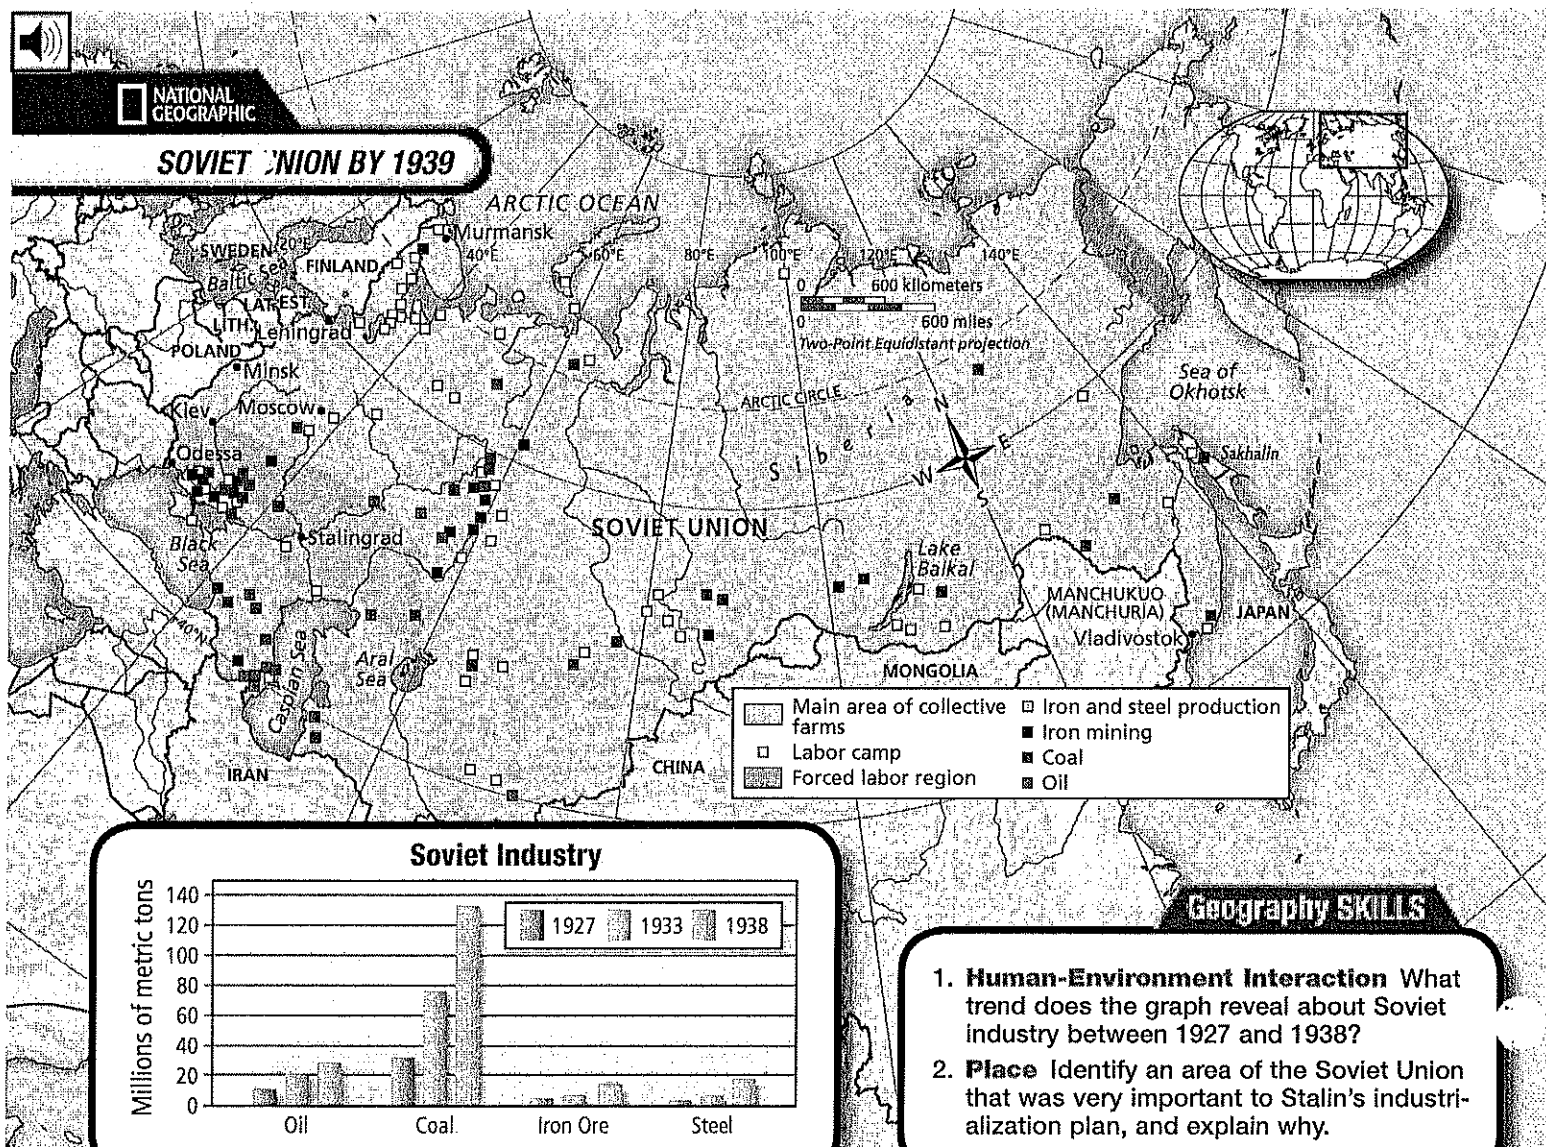 NATIONAL
GEOGRAPHIC
SOVIET UNION BY 1939
ARCTIC OCEAN
Murmansk
SWEDEN
20°E
FINLAND
40°E
60°E
80°E
100°E
120°E
140°E
Baltic Sea
LAT.
EST.
LITH.
Leningrad
0 600 kilometers
0 600 miles
Two-Point Equidistant projection
POLAND
Minsk
Sea of
Okhotsk
ARCTIC CIRCLE
Kiev
Moscow
N
E
W
S
Siberia
Odessa
Sakhalin
SOVIET UNION
Stalingrad
Black
Sea
Lake
Baikal
MANCHUKUO
(MANCHURIA)
JAPAN
Vladivostok
40°N
Caspian Sea
Aral
Sea
MONGOLIA
IRAN
CHINA
Main area of collective
farms
Labor camp
Forced labor region
Iron and steel production
Iron mining
Coal
Oil
Soviet Industry
Millions of metric tons
140
120
100
80
60
40
20
0
1927 1933 1938
Oil Coal Iron Ore Steel
Geography SKILLS
1. Human-Environment Interaction What
trend does the graph reveal about Soviet
industry between 1927 and 1938?
2. Place Identify an area of the Soviet Union
that was very important to Stalin's industri-
alization plan, and explain why.